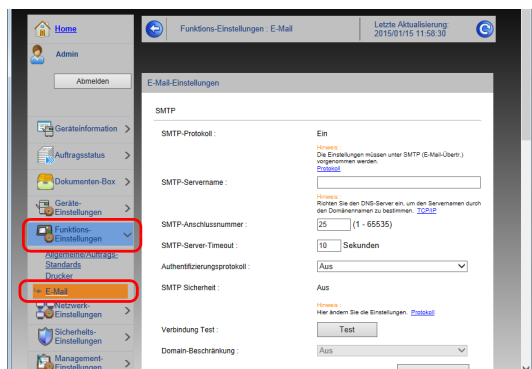 Home
Funktions-Einstellungen : E-Mail
Letzte Aktualisierung:
2015/01/15 11:58:30
Admin
Abmelden
Geräteinformation
Auftragsstatus
Dokumenten-Box
Geräte-
Einstellungen
Funktions-
Einstellungen
Allgemeine/Auftrags-
Standards
Drucker
E-Mail
Netzwerk-
Einstellungen
Sicherheits-
Einstellungen
Management-
Einstellungen
E-Mail-Einstellungen
SMTP
SMTP-Protokoll : Ein
Hinweis :
Die Einstellungen müssen unter SMTP (E-Mail-Übertr.)
vorgenommen werden.
Protokoll
SMTP-Servername :
Hinweis :
Richten Sie den DNS-Server ein, um den Servernamen durch
den Domänennamen zu bestimmen. TCP/IP
SMTP-Anschlussnummer : 25 (1 - 65535)
SMTP-Server-Timeout : 10 Sekunden
Authentifizierungsprotokoll : Aus
SMTP Sicherheit : Aus
Hinweis :
Hier ändern Sie die Einstellungen. Protokoll
Verbindung Test : Test
Domain-Beschränkung : Aus